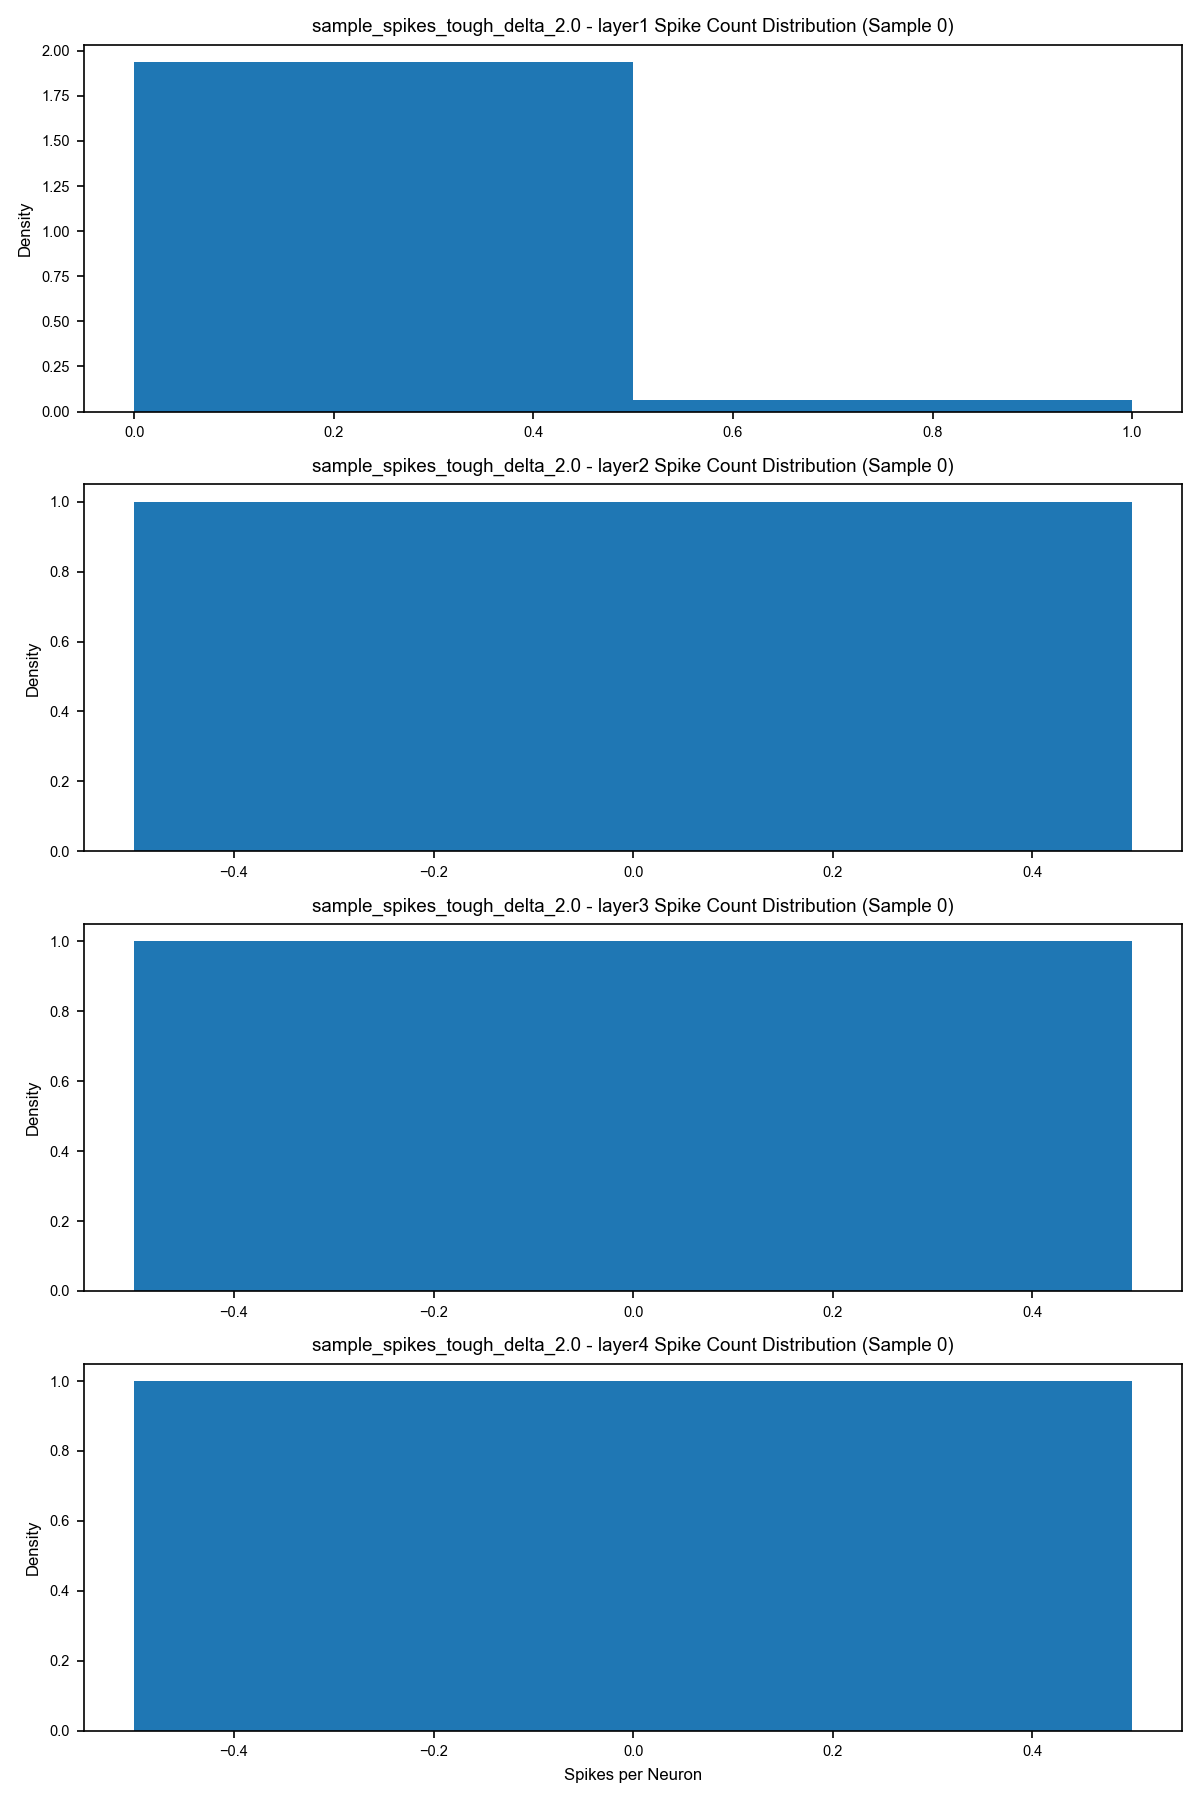 sample_spikes_tough_delta_2.0 - layer1 Spike Count Distribution (Sample 0)
2.00
1.75
1.50
1.25
1.00
0.75
0.50
0.25
0.00
Density
0.0 0.2 0.4 0.6 0.8 1.0
sample_spikes_tough_delta_2.0 - layer2 Spike Count Distribution (Sample 0)
1.0
0.8
0.6
0.4
0.2
0.0
Density
−0.4 −0.2 0.0 0.2 0.4
sample_spikes_tough_delta_2.0 - layer3 Spike Count Distribution (Sample 0)
1.0
0.8
0.6
0.4
0.2
0.0
Density
−0.4 −0.2 0.0 0.2 0.4
sample_spikes_tough_delta_2.0 - layer4 Spike Count Distribution (Sample 0)
1.0
0.8
0.6
0.4
0.2
0.0
Density
−0.4 −0.2 0.0 0.2 0.4
Spikes per Neuron